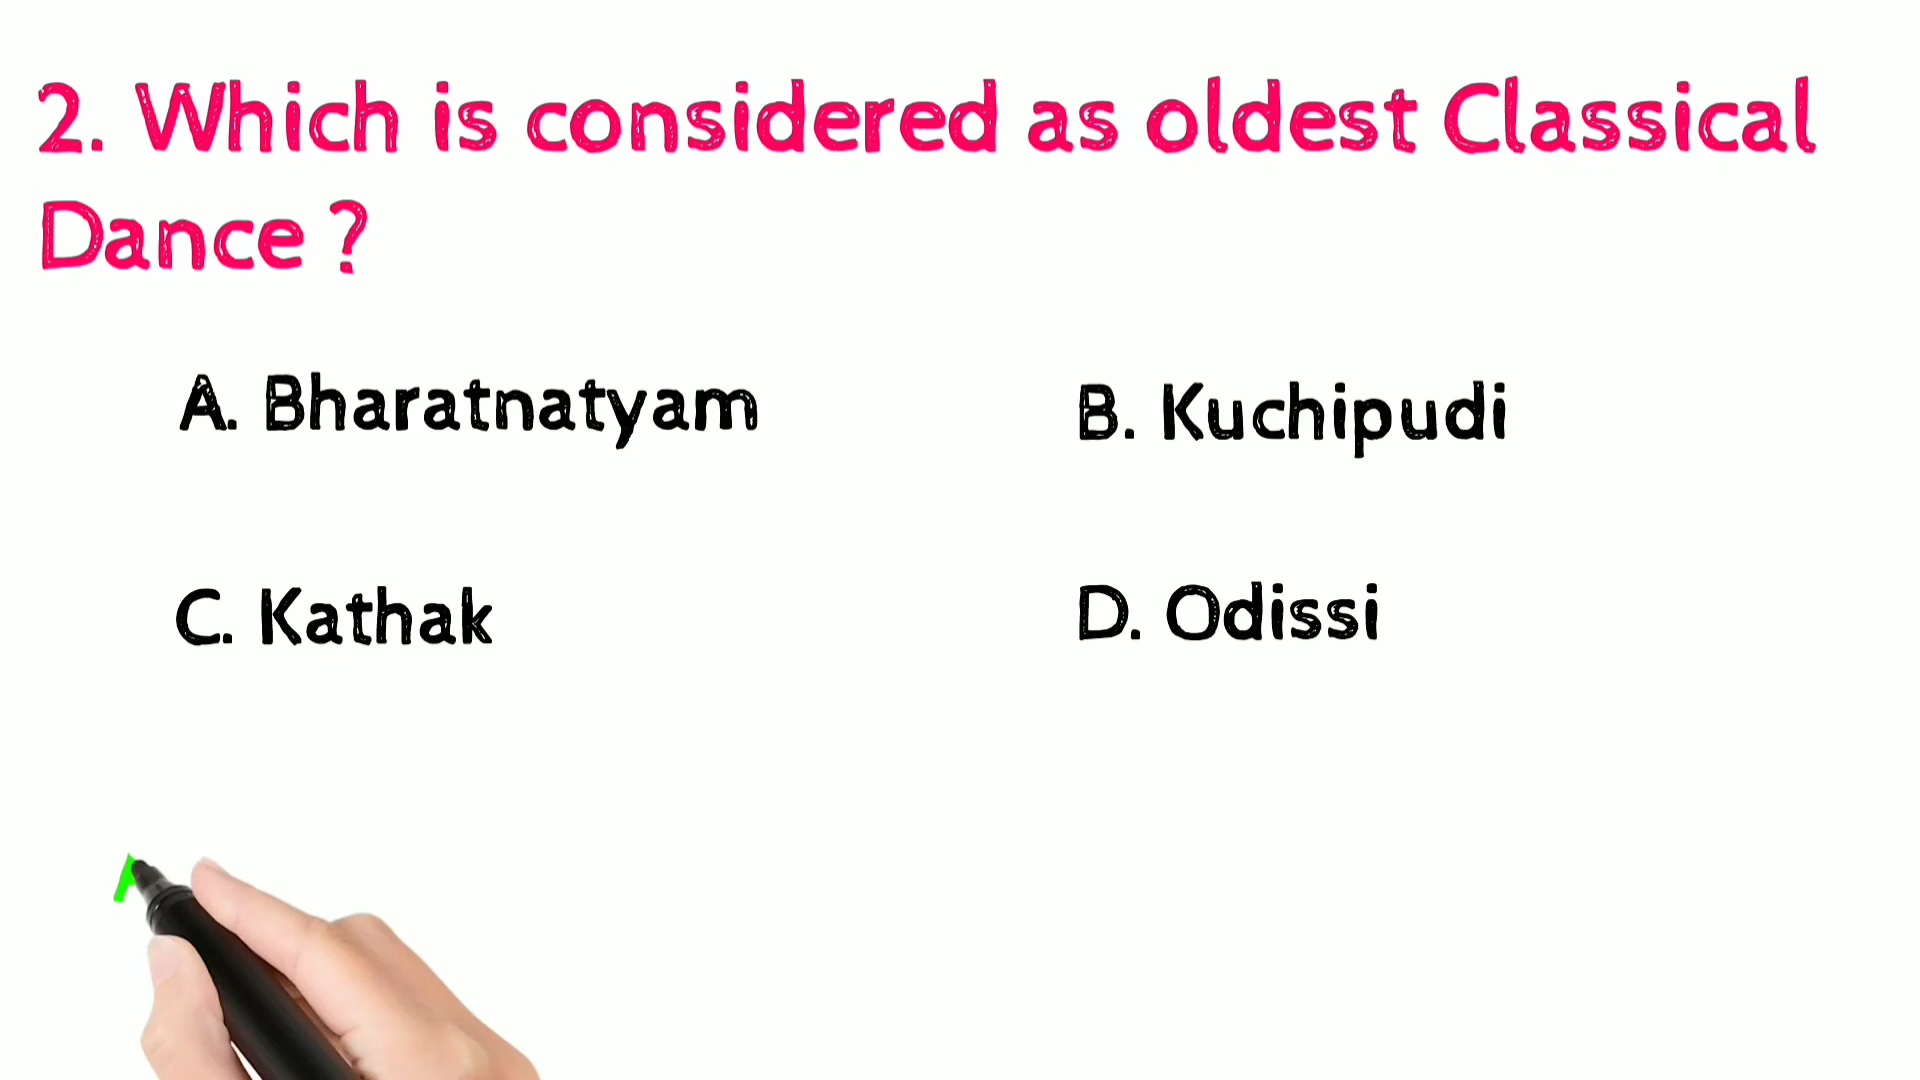 2. Which is considered as oldest Classical
Dance ?
A. Bharatnatyam
B. Kuchipudi
C. Kathak
D. Odissi